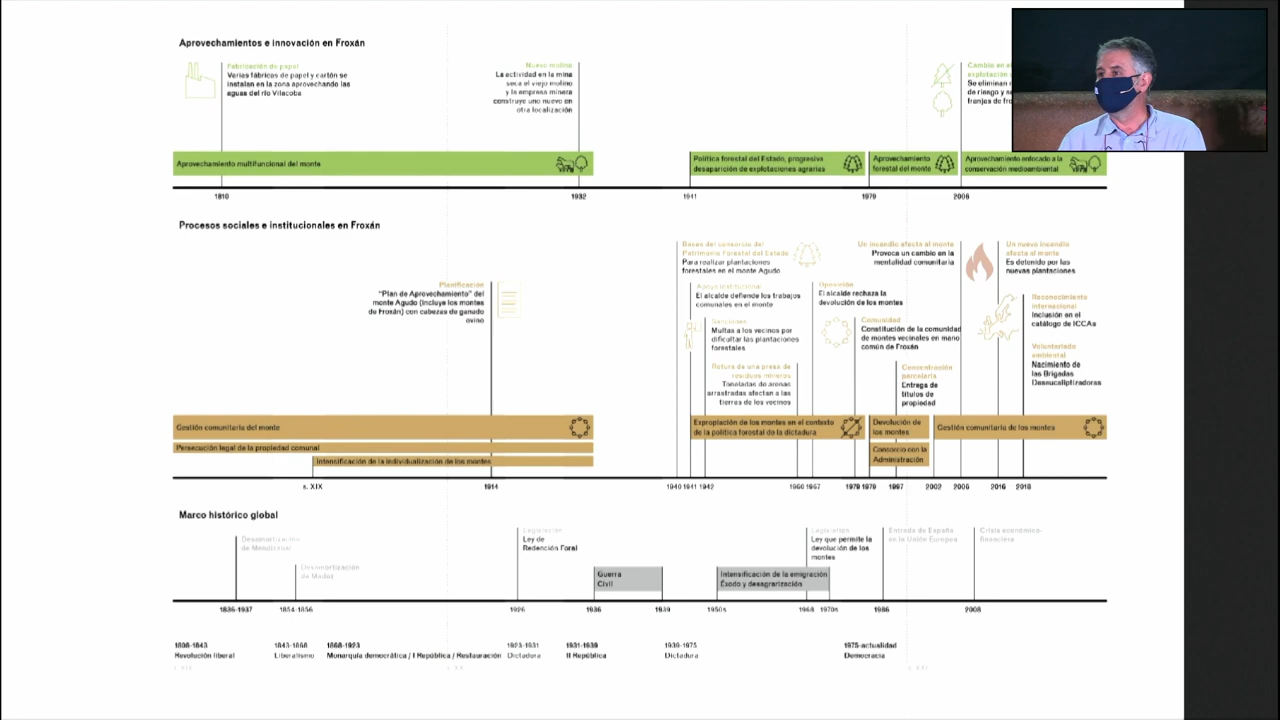 Aprovechamientos e innovación en Froxán
Fabricación de papel
Varias fábricas de papel y cartón se
instalan en la zona aprovechando las
aguas del río Vilacoba
Nuevo molino
La actividad en la mina
seca el viejo molino
y la empresa minera
construye uno nuevo en
otra localización
Cambio en el
explotación
Se eliminan
de riesgo y se
franjas de
Aprovechamiento multifuncional del monte
Política forestal del Estado, progresiva
desaparición de explotaciones agrarias
Aprovechamiento
forestal del monte
Aprovechamiento enfocado a la
conservación medioambiental
1810
1932
1941
1979
2006
Procesos sociales e institucionales en Froxán
Planificación
"Plan de Aprovechamiento" del
monte Agudo (incluye los montes
de Froxán) con cabezas de ganado
ovino
Bases del consorcio del
Patrimonio Forestal del Estado
Para realizar plantaciones
forestales en el monte Agudo
Apoyo institucional
El alcalde defiende los trabajos
comunales en el monte
Sanciones
Multas a los vecinos por
dificultar las plantaciones
forestales
Rotura de una presa de
residuos mineros
Toneladas de arenas
arrastradas afectan a las
tierras de los vecinos
Oposición
El alcalde rechaza la
devolución de los montes
Un incendio afecta al monte
Provoca un cambio en la
mentalidad comunitaria
Comunidad
Constitución de la comunidad
de montes vecinales en mano
común de Froxán
Concentración
parcelaria
Entrega de
títulos de
propiedad
Un nuevo incendio
afecta al monte
Es detenido por las
nuevas plantaciones
Reconocimiento
internacional
Inclusión en el
catálogo de ICCAs
Voluntariado
ambiental
Nacimiento de
las Brigadas
Deseucaliptizadoras
Gestión comunitaria del monte
Persecución legal de la propiedad comunal
Intensificación de la individualización de los montes
Expropiación de los montes en el contexto
de la política forestal de la dictadura
Devolución de
los montes
Consorcio con la
Administración
Gestión comunitaria de los montes
s. XIX
1914
1940 1941 1942
1967
1979
1997
2002
2006
2016
2018
Marco histórico global
Desamortización
de Mendizábal
Desamortización
de Madoz
Legislación
Ley de
Redención Foral
Guerra
Civil
Intensificación de la emigración
Éxodo y desagrarización
Legislación
Ley que permite la
devolución de los
montes
Entrada de España
en la Unión Europea
Crisis económico-
financiera
1836-1937
1854-1856
1926
1936
1939
1950s
1968
1970s
1986
2008
1808-1843
Revolución liberal
1843-1868
Liberalismo
1868-1923
Monarquía democrática / I República / Restauración
1923-1931
Dictadura
1931-1939
II República
1939-1975
Dictadura
1975-actualidad
Democracia